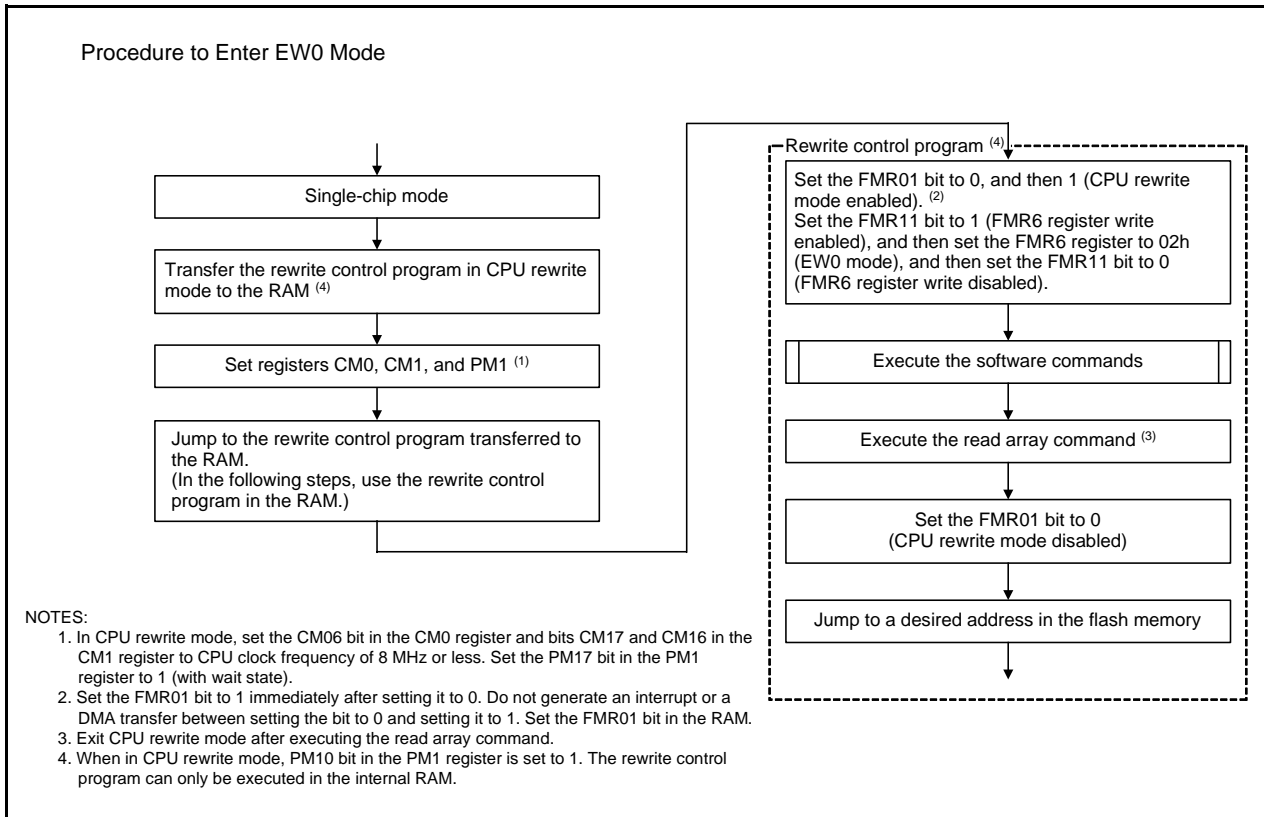 Procedure to Enter EW0 Mode
Single-chip mode
Transfer the rewrite control program in CPU rewrite
mode to the RAM (4)
Set registers CM0, CM1, and PM1 (1)
Jump to the rewrite control program transferred to
the RAM.
(In the following steps, use the rewrite control
program in the RAM.)
Rewrite control program (4)
Set the FMR01 bit to 0, and then 1 (CPU rewrite
mode enabled). (2)
Set the FMR11 bit to 1 (FMR6 register write
enabled), and then set the FMR6 register to 02h
(EW0 mode), and then set the FMR11 bit to 0
(FMR6 register write disabled).
Execute the software commands
Execute the read array command (3)
Set the FMR01 bit to 0
(CPU rewrite mode disabled)
Jump to a desired address in the flash memory
NOTES:
1. In CPU rewrite mode, set the CM06 bit in the CM0 register and bits CM17 and CM16 in the
CM1 register to CPU clock frequency of 8 MHz or less. Set the PM17 bit in the PM1
register to 1 (with wait state).
2. Set the FMR01 bit to 1 immediately after setting it to 0. Do not generate an interrupt or a
DMA transfer between setting the bit to 0 and setting it to 1. Set the FMR01 bit in the RAM.
3. Exit CPU rewrite mode after executing the read array command.
4. When in CPU rewrite mode, PM10 bit in the PM1 register is set to 1. The rewrite control
program can only be executed in the internal RAM.